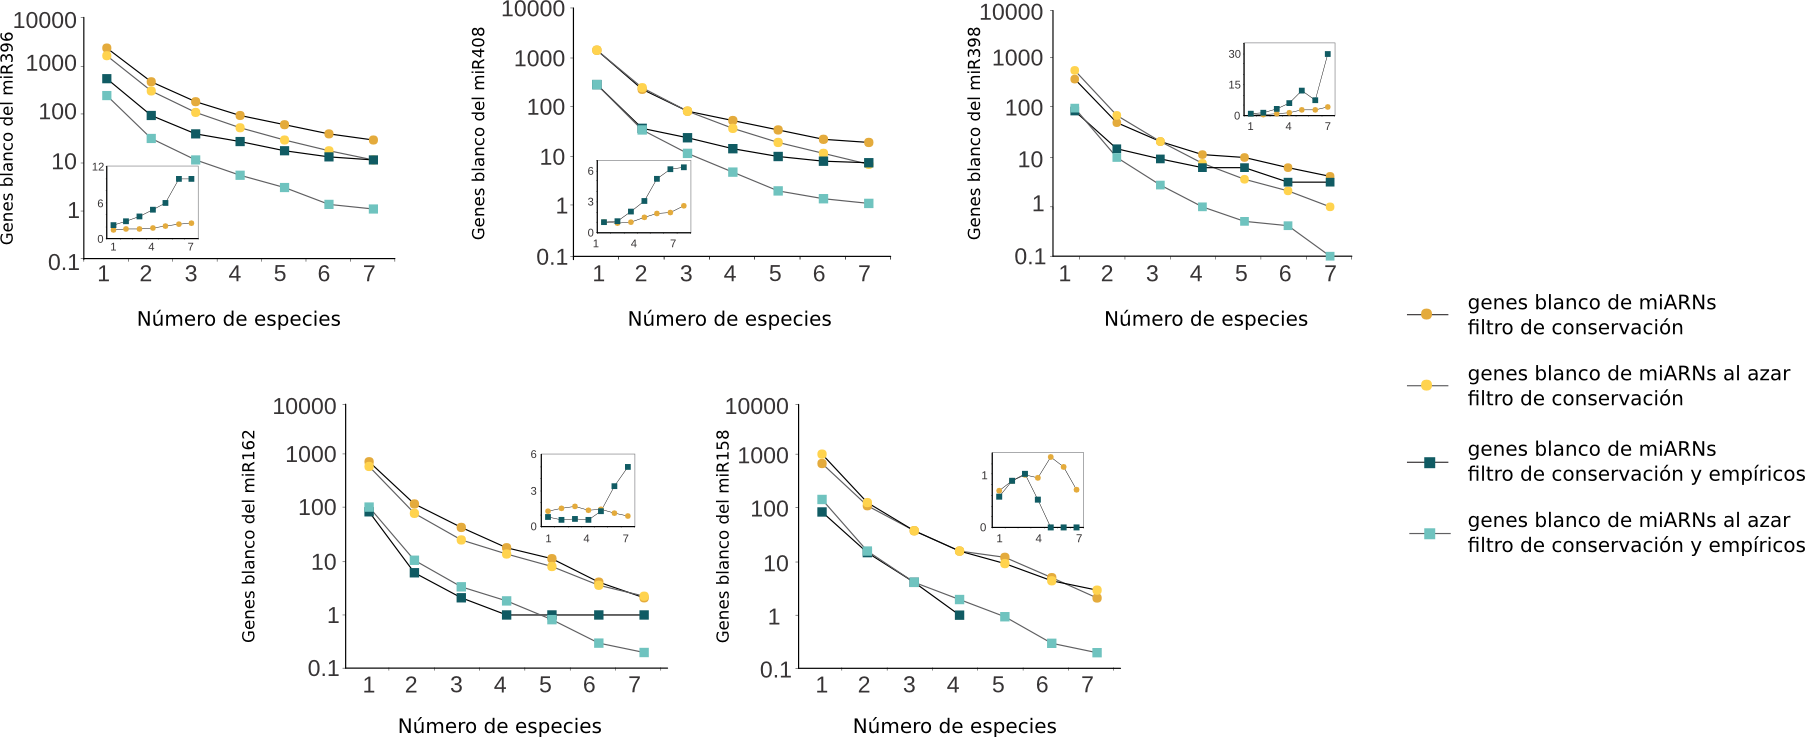 Genes blanco del miR396
10000
1000
100
10
1
0.1
12
6
0
1 4 7
1 2 3 4 5 6 7
Número de especies
Genes blanco del miR408
10000
1000
100
10
1
0.1
6
3
0
1 4 7
1 2 3 4 5 6 7
Número de especies
Genes blanco del miR398
10000
1000
100
10
1
0.1
30
15
0
1 4 7
1 2 3 4 5 6 7
Número de especies
genes blanco de miARNs
filtro de conservación
genes blanco de miARNs al azar
filtro de conservación
genes blanco de miARNs
filtro de conservación y empíricos
genes blanco de miARNs al azar
filtro de conservación y empíricos
Genes blanco del miR162
10000
1000
100
10
1
0.1
6
3
0
1 4 7
1 2 3 4 5 6 7
Número de especies
Genes blanco del miR158
10000
1000
100
10
1
0.1
1
0
1 4 7
1 2 3 4 5 6 7
Número de especies